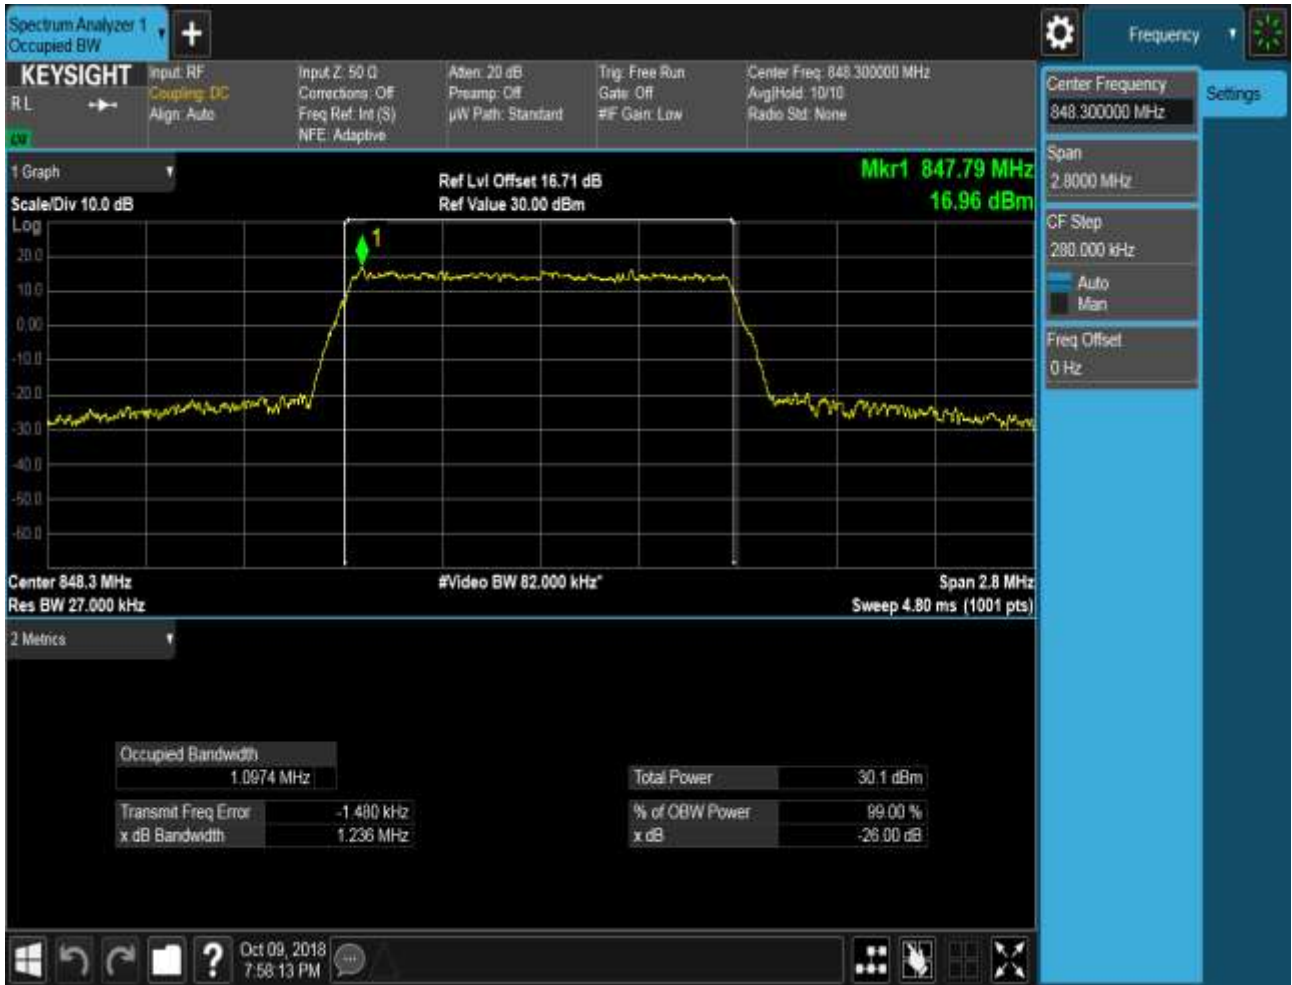 Spectrum Analyzer 1
Occupied BW
Frequency
KEYSIGHT
R L
Input: RF
Coupling: DC
Align: Auto
Input Z: 50 Ω
Corrections: Off
Freq Ref: Int (S)
NFE: Adaptive
Atten: 20 dB
Preamp: Off
µW Path: Standard
Trig: Free Run
Gate: Off
#IF Gain: Low
Center Freq: 848.300000 MHz
Avg|Hold: 10/10
Radio Std: None
Center Frequency
848.300000 MHz
Settings
Span
2.8000 MHz
CF Step
280.000 kHz
Auto
Man
Freq Offset
0 Hz
1 Graph
Scale/Div 10.0 dB
Ref Lvl Offset 16.71 dB
Ref Value 30.00 dBm
Mkr1 847.79 MHz
16.96 dBm
Log
1
20.0
10.0
0.00
-10.0
-20.0
-30.0
-40.0
-50.0
-60.0
Center 848.3 MHz
#Video BW 82.000 kHz*
Span 2.8 MHz
Res BW 27.000 kHz
Sweep 4.80 ms (1001 pts)
2 Metrics
Occupied Bandwidth
1.0974 MHz
Transmit Freq Error -1.480 kHz
x dB Bandwidth 1.236 MHz
Total Power 30.1 dBm
% of OBW Power 99.00 %
x dB -26.00 dB
?
Oct 09, 2018
7:58:13 PM